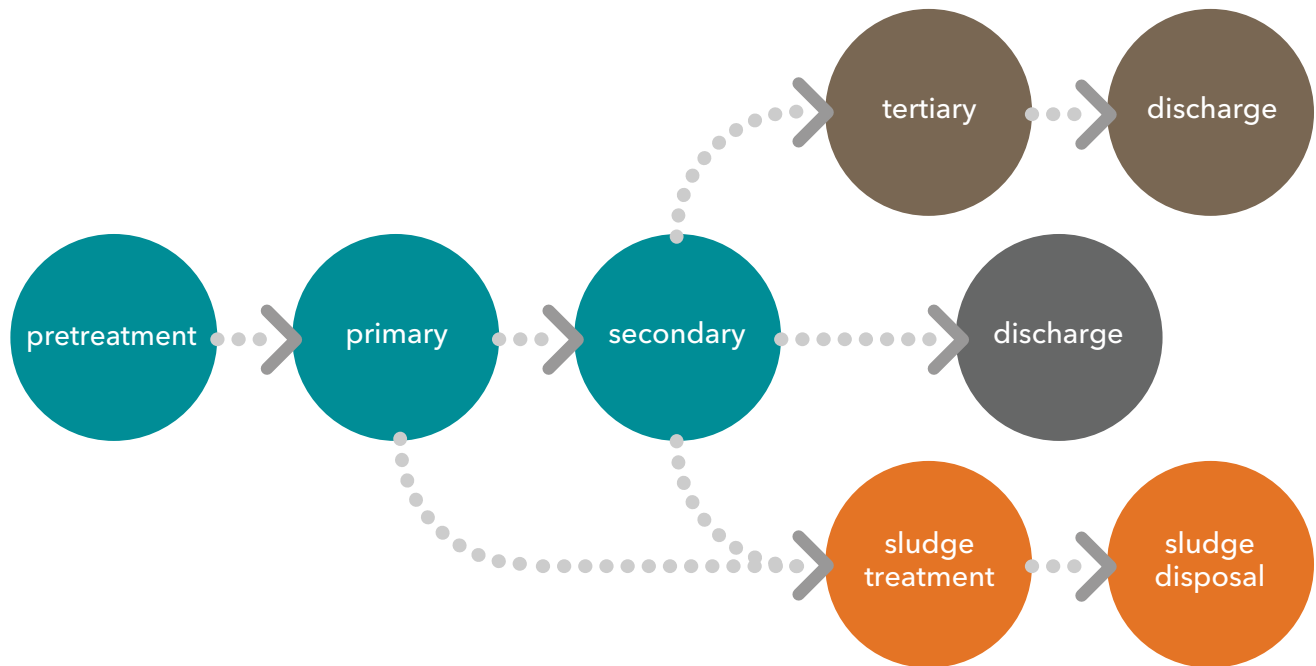 tertiary
discharge
pretreatment
primary
secondary
discharge
sludge
treatment
sludge
disposal